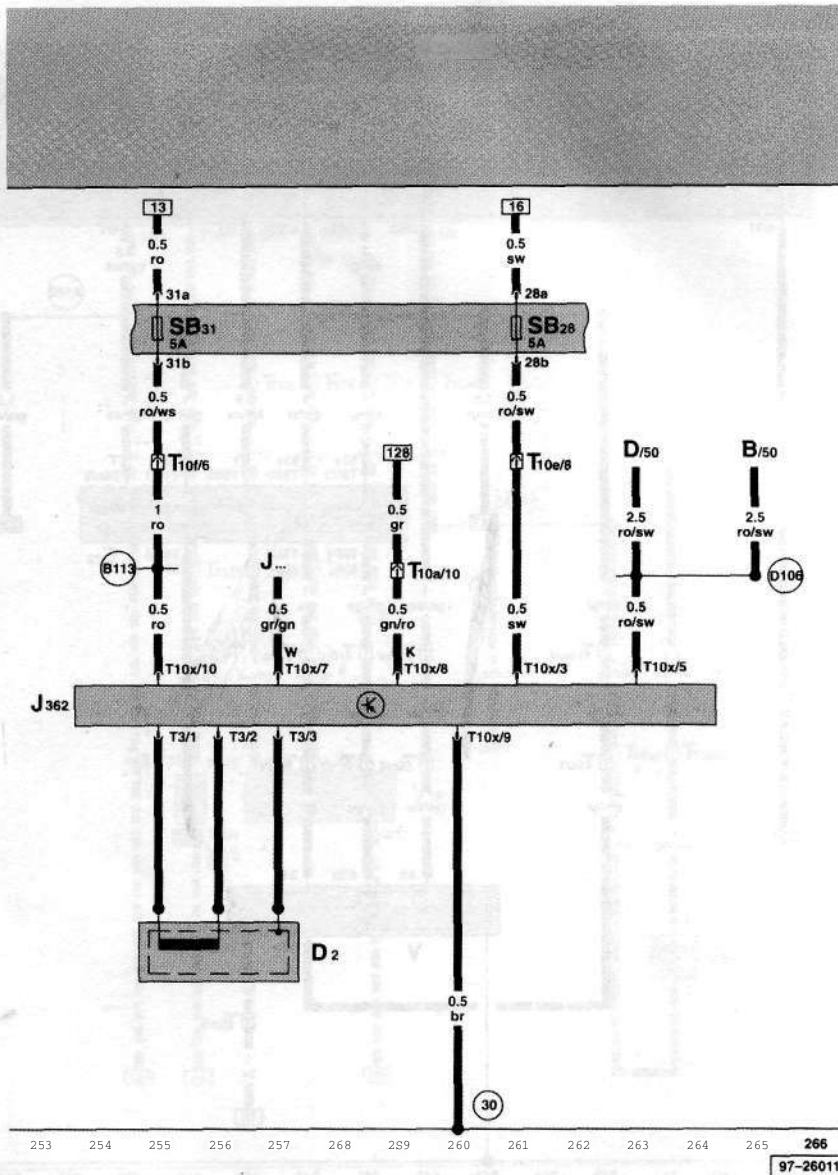 13
16
0.5
ro
0.5
sw
31a
28a
SB31
5A
SB28
5A
31b
28b
0.5
ro/ws
0.5
ro/sw
T10f/6
128
T10e/8
D/50
B/50
1
ro
0.5
gr
2.5
ro/sw
2.5
ro/sw
B113
J...
T10a/10
D106
0.5
ro
0.5
gr/gn
0.5
gn/ro
0.5
sw
0.5
ro/sw
W
K
T10x/10
T10x/7
T10x/8
T10x/3
T10x/5
J362
K
T3/1
T3/2
T3/3
T10x/9
D2
0.5
br
30
253 254 255 256 257 268 289 260 261 262 263 264 265 266
97-26011